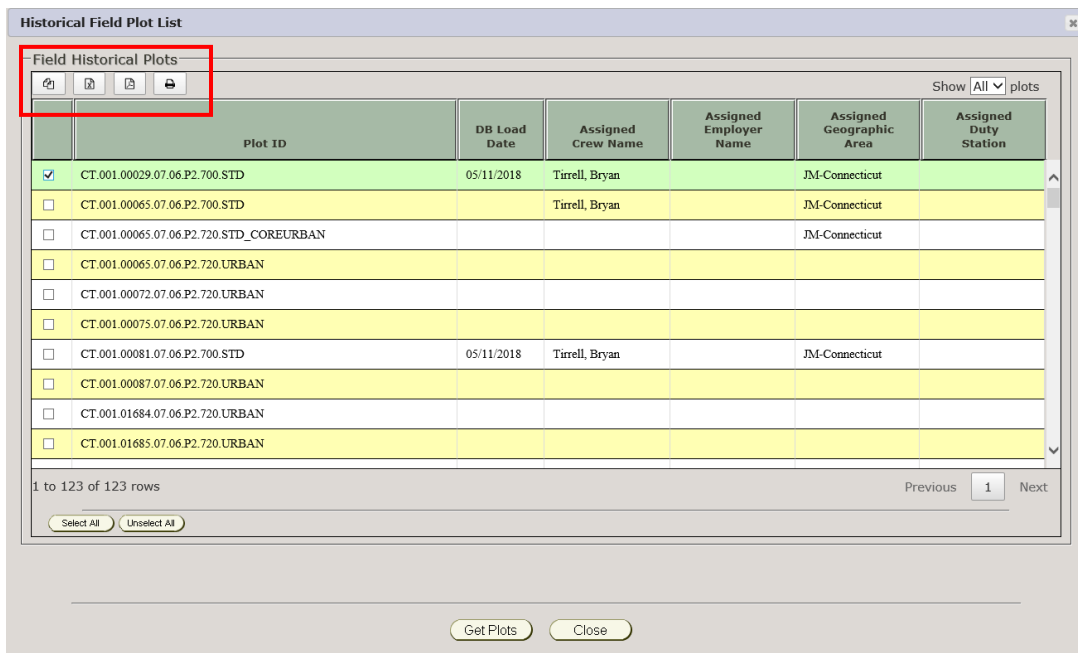 Historical Field Plot List
Field Historical Plots
Show All plots
Plot ID DB Load Date Assigned Crew Name Assigned Employer Name Assigned Geographic Area Assigned Duty Station
CT.001.00029.07.06.P2.700.STD 05/11/2018 Tirrell, Bryan JM-Connecticut
CT.001.00065.07.06.P2.700.STD Tirrell, Bryan JM-Connecticut
CT.001.00065.07.06.P2.720.STD_COREURBAN JM-Connecticut
CT.001.00065.07.06.P2.720.URBAN
CT.001.00072.07.06.P2.720.URBAN
CT.001.00075.07.06.P2.720.URBAN
CT.001.00081.07.06.P2.700.STD 05/11/2018 Tirrell, Bryan JM-Connecticut
CT.001.00087.07.06.P2.720.URBAN
CT.001.01684.07.06.P2.720.URBAN
CT.001.01685.07.06.P2.720.URBAN
1 to 123 of 123 rows Previous 1 Next
Select All Unselect All
Get Plots Close